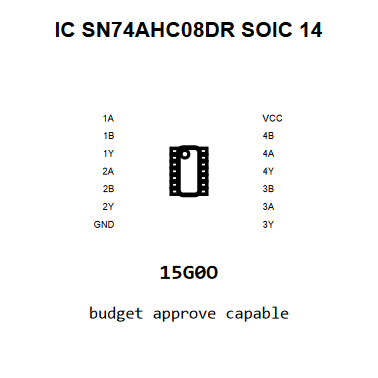 IC SN74AHC08DR SOIC 14
1A VCC
1B 4B
1Y 4A
2A 4Y
2B 3B
2Y 3A
GND 3Y
15G0O
budget approve capable